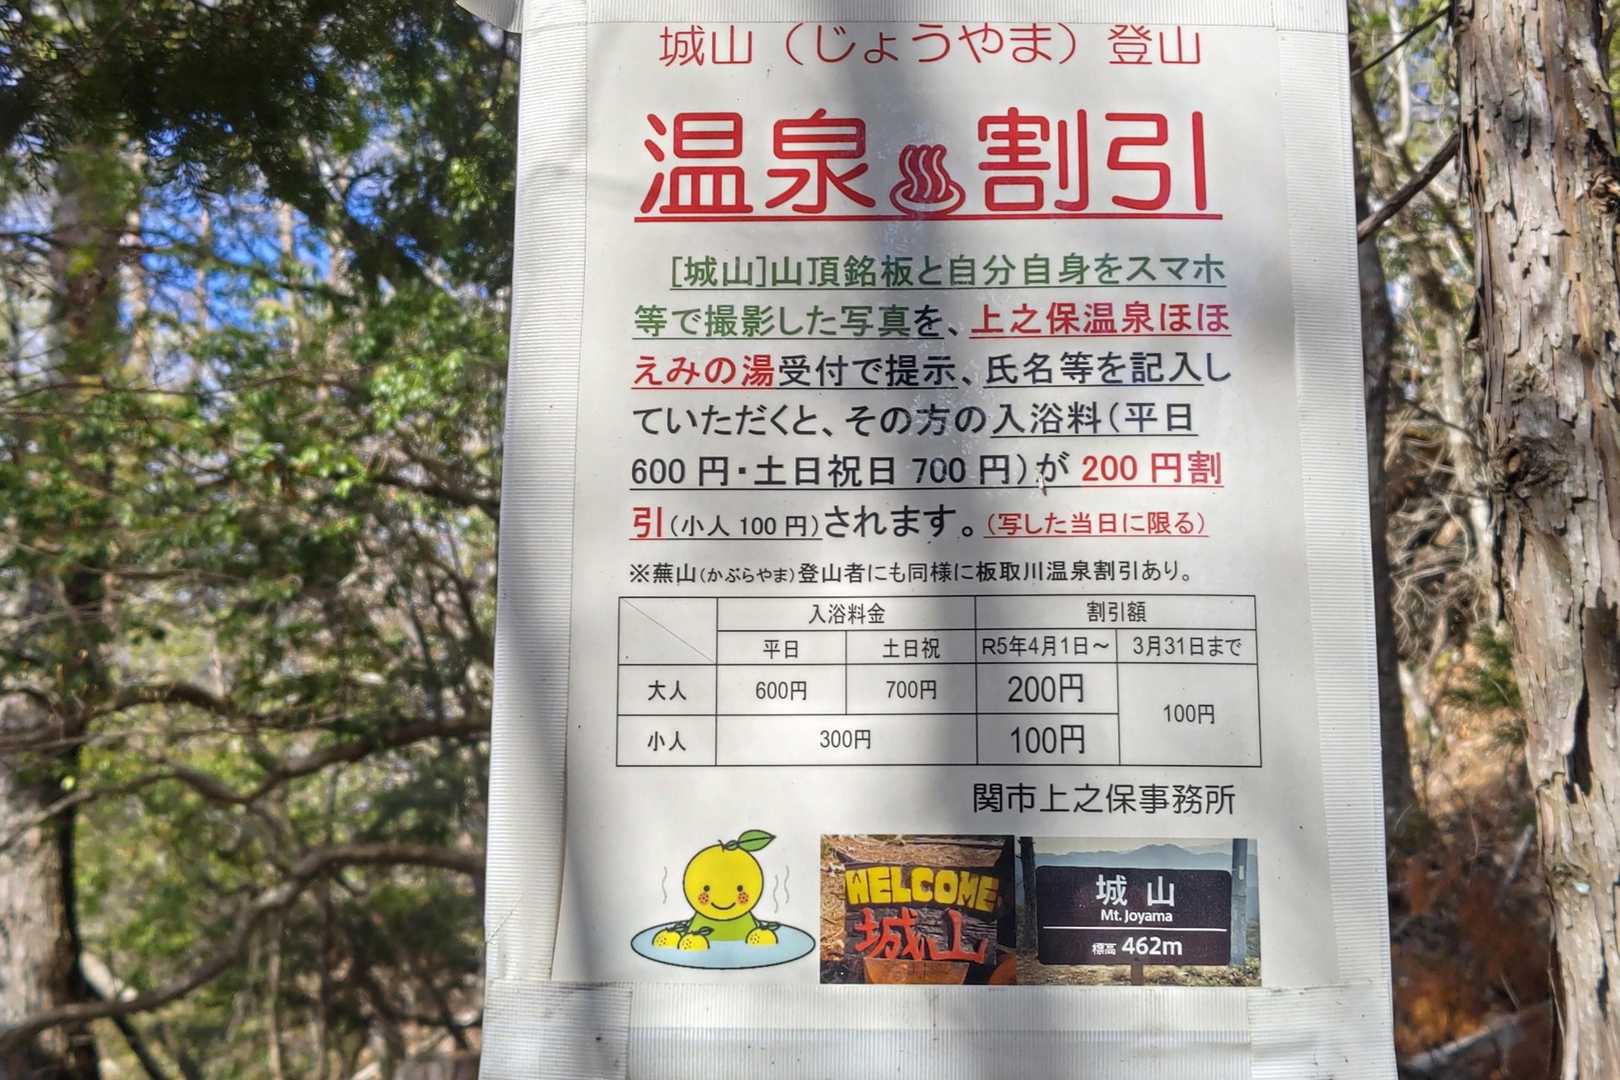 城山（じょうやま）登山
温泉♨割引
[城山]山頂銘板と自分自身をスマホ
等で撮影した写真を、上之保温泉ほほ
えみの湯受付で提示、氏名等を記入し
ていただくと、その方の入浴料（平日
600円・土日祝日700円）が200円割
引（小人100円）されます。（写した当日に限る）
※蕪山（かぶらやま）登山者にも同様に板取川温泉割引あり。
入浴料金 割引額
平日 土日祝 R5年4月1日～ 3月31日まで
大人 600円 700円 200円 100円
小人 300円 100円
関市上之保事務所
WELCOME
城山
城山
Mt. Joyama
標高 462m